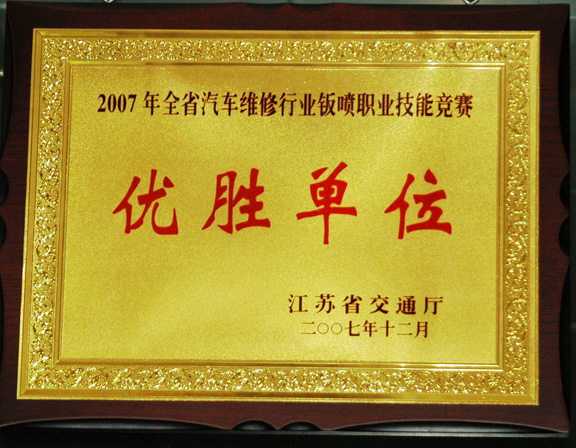 2007年全省汽车维修行业钣喷职业技能竞赛
优胜单位
江苏省交通厅
二〇〇七年十二月